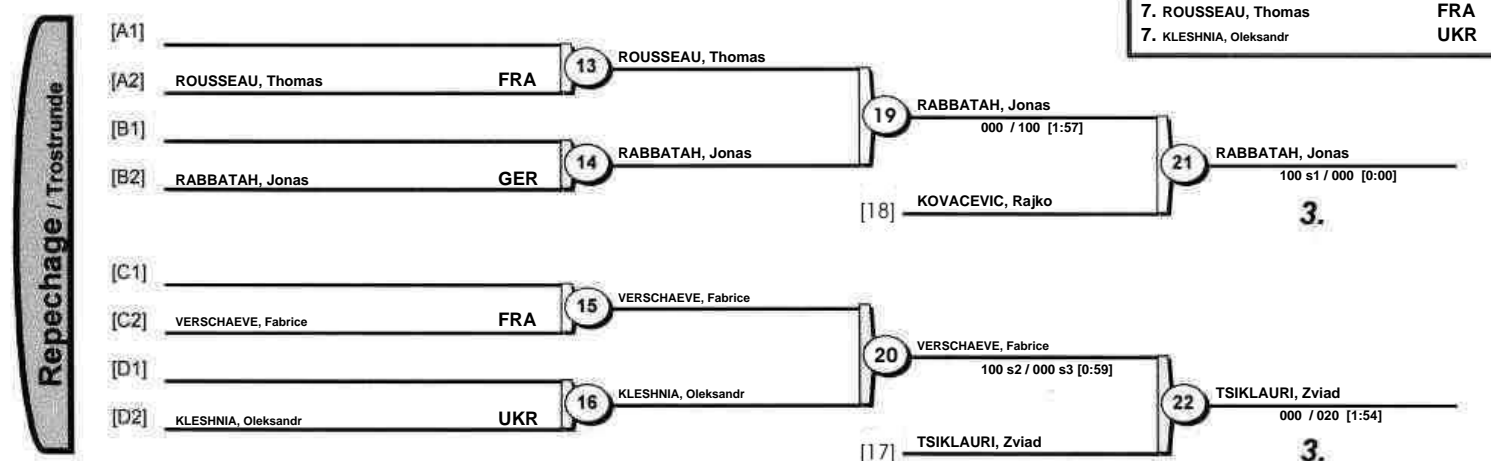 7. ROUSSEAU, Thomas FRA
7. KLESHNIA, Oleksandr UKR
Repechage / Trostrunde
[A1]
13 ROUSSEAU, Thomas
[A2] ROUSSEAU, Thomas FRA
19 RABBATAH, Jonas
000 / 100 [1:57]
[B1]
14 RABBATAH, Jonas
[B2] RABBATAH, Jonas GER
21 RABBATAH, Jonas
100 s1 / 000 [0:00]
[18] KOVACEVIC, Rajko
3.
[C1]
15 VERSCHAEVE, Fabrice
[C2] VERSCHAEVE, Fabrice FRA
20 VERSCHAEVE, Fabrice
100 s2 / 000 s3 [0:59]
[D1]
16 KLESHNIA, Oleksandr
[D2] KLESHNIA, Oleksandr UKR
22 TSIKLAURI, Zviad
000 / 020 [1:54]
[17] TSIKLAURI, Zviad
3.